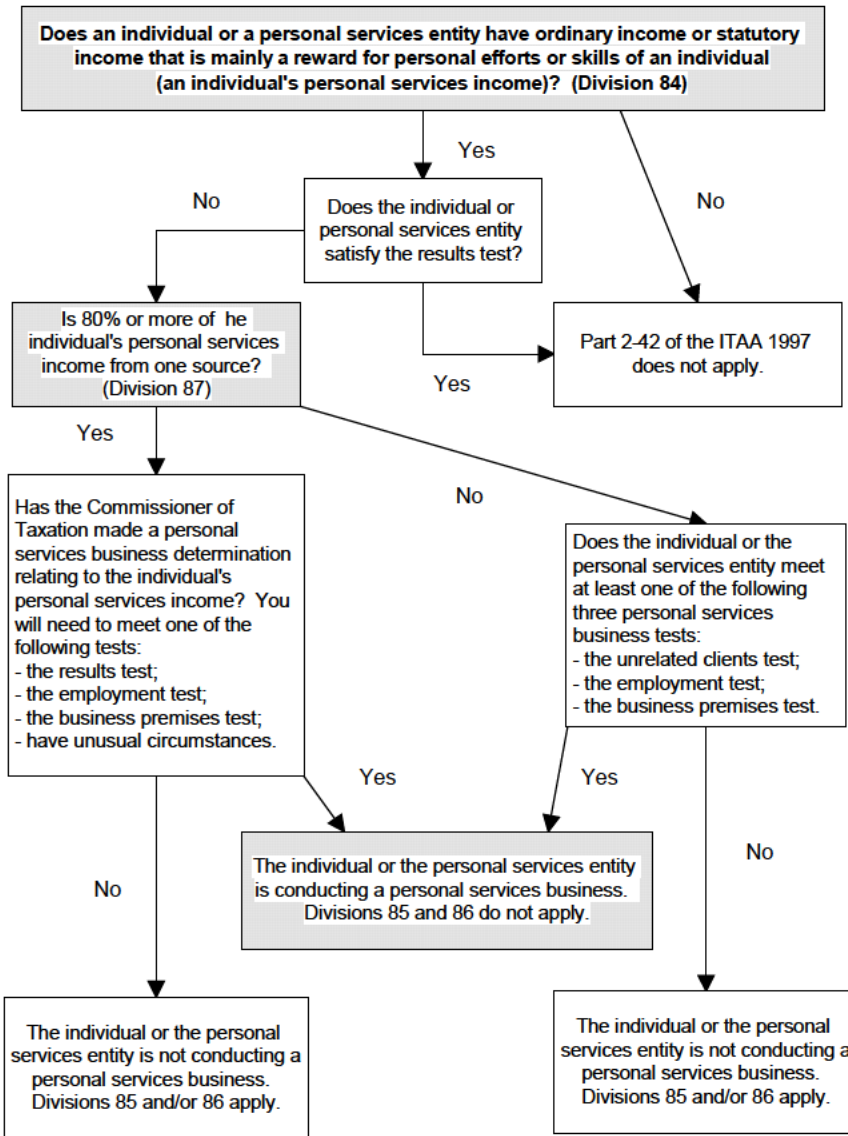 Does an individual or a personal services entity have ordinary income or statutory
income that is mainly a reward for personal efforts or skills of an individual
(an individual's personal services income)? (Division 84)
Yes
No
No
Does the individual or
personal services entity
satisfy the results test?
Is 80% or more of he
individual's personal services
income from one source?
(Division 87)
Yes
Part 2-42 of the ITAA 1997
does not apply.
Yes
No
Has the Commissioner of
Taxation made a personal
services business determination
relating to the individual's
personal services income? You
will need to meet one of the
following tests:
- the results test;
- the employment test;
- the business premises test;
- have unusual circumstances.
Does the individual or the
personal services entity meet
at least one of the following
three personal services
business tests:
- the unrelated clients test;
- the employment test;
- the business premises test.
Yes
Yes
No
The individual or the personal services entity
is conducting a personal services business.
Divisions 85 and 86 do not apply.
No
The individual or the personal
services entity is not conducting a
personal services business.
Divisions 85 and/or 86 apply.
The individual or the personal
services entity is not conducting a
personal services business.
Divisions 85 and/or 86 apply.